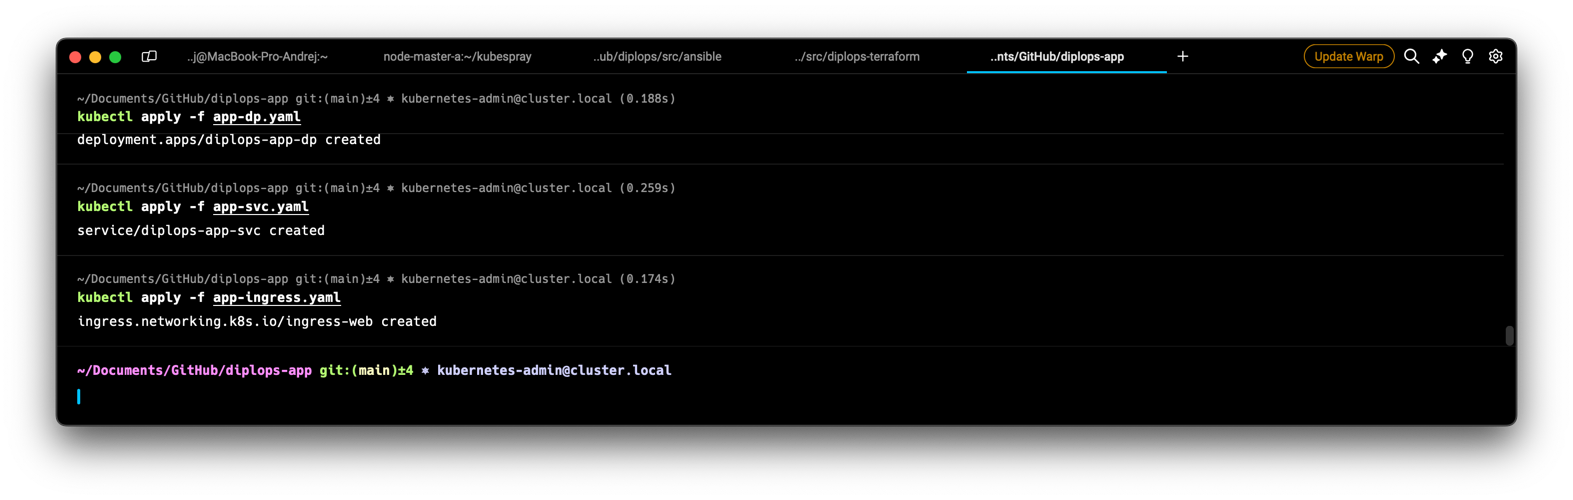 ..j@MacBook-Pro-Andrej:~ node-master-a:~/kubespray ..ub/diplops/src/ansible ../src/diplops-terraform ..nts/GitHub/diplops-app + Update Warp
~/Documents/GitHub/diplops-app git:(main)±4 ⎈ kubernetes-admin@cluster.local (0.188s)
kubectl apply -f app-dp.yaml
deployment.apps/diplops-app-dp created
~/Documents/GitHub/diplops-app git:(main)±4 ⎈ kubernetes-admin@cluster.local (0.259s)
kubectl apply -f app-svc.yaml
service/diplops-app-svc created
~/Documents/GitHub/diplops-app git:(main)±4 ⎈ kubernetes-admin@cluster.local (0.174s)
kubectl apply -f app-ingress.yaml
ingress.networking.k8s.io/ingress-web created
~/Documents/GitHub/diplops-app git:(main)±4 ⎈ kubernetes-admin@cluster.local